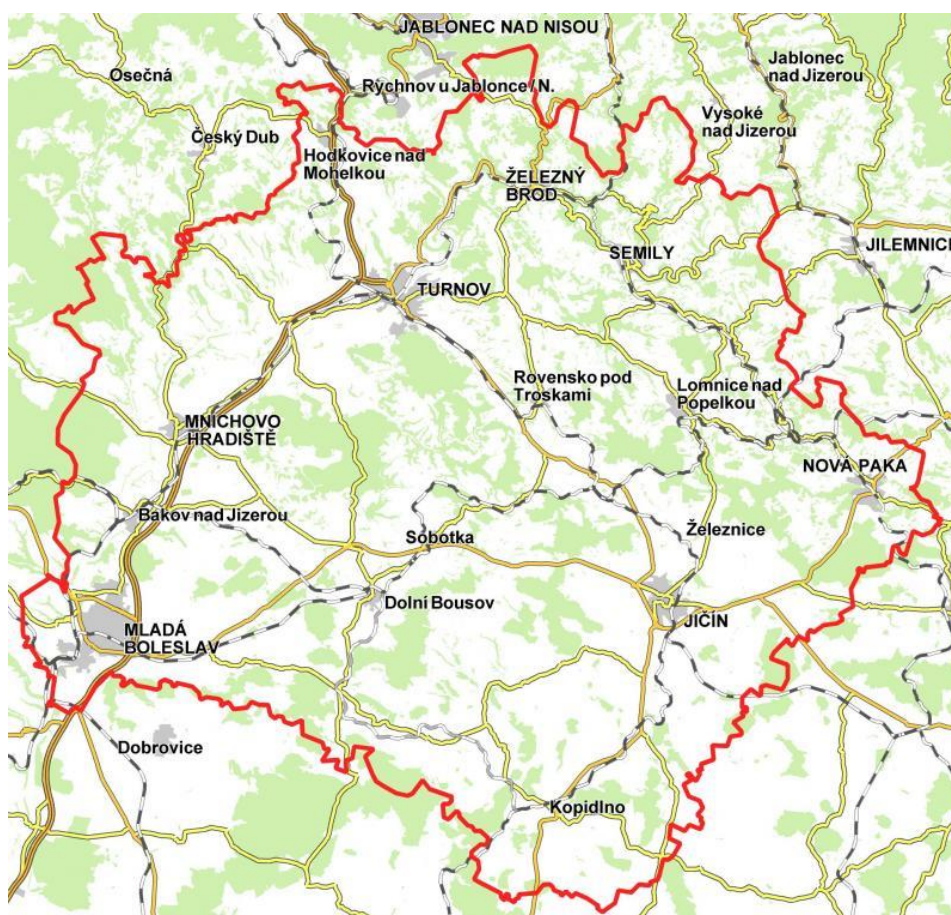 JABLONEC NAD NISOU
Osečná
Jablonec
nad Jizerou
Rychnov u Jablonce / N.
Vysoké
nad Jizerou
Český Dub
Hodkovice nad
Mohelkou
ŽELEZNÝ
BROD
SEMILY
JILEMNICE
TURNOV
Rovensko pod
Troskami
Lomnice nad
Popelkou
MNICHOVO
HRADIŠTĚ
NOVÁ PAKA
Bakov nad Jizerou
Železnice
Sobotka
Dolní Bousov
JIČÍN
MLADÁ
BOLESLAV
Dobrovice
Kopidlno